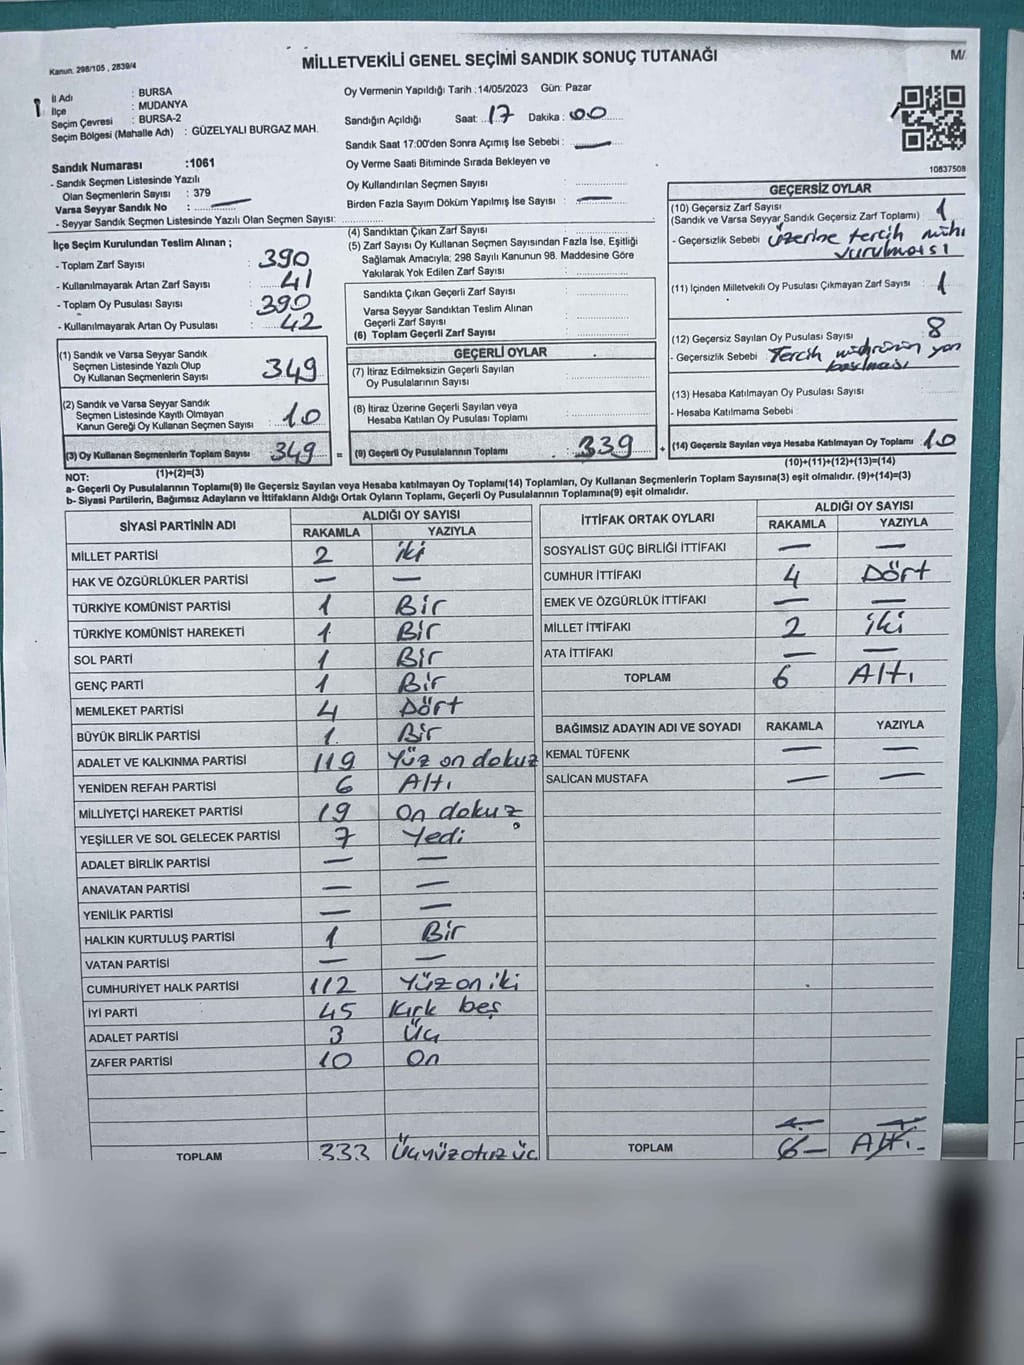 Kanun. 298/105 , 2839/4
MİLLETVEKİLİ GENEL SEÇİMİ SANDIK SONUÇ TUTANAĞI
M/
İl Adı : BURSA
İlçe : MUDANYA
Seçim Çevresi : BURSA-2
Seçim Bölgesi (Mahalle Adı) : GÜZELYALI BURGAZ MAH.
Oy Vermenin Yapıldığı Tarih :14/05/2023 Gün: Pazar
Sandığın Açıldığı Saat: 17 Dakika: 00
Sandık Saat 17:00'den Sonra Açımış İse Sebebi : —
Oy Verme Saati Bitiminde Sırada Bekleyen ve
Oy Kullandırılan Seçmen Sayısı :
Birden Fazla Sayım Döküm Yapılmış İse Sayısı : —
10837508
Sandık Numarası :1061
- Sandık Seçmen Listesinde Yazılı
Olan Seçmenlerin Sayısı : 379
Varsa Seyyar Sandık No : —
- Seyyar Sandık Seçmen Listesinde Yazılı Olan Seçmen Sayısı:
İlçe Seçim Kurulundan Teslim Alınan ;
- Toplam Zarf Sayısı : 390
- Kullanılmayarak Artan Zarf Sayısı : 41
- Toplam Oy Pusulası Sayısı : 390
- Kullanılmayarak Artan Oy Pusulası : 42
(1) Sandık ve Varsa Seyyar Sandık
Seçmen Listesinde Yazılı Olup
Oy Kullanan Seçmenlerin Sayısı : 349
(2) Sandık ve Varsa Seyyar Sandık
Seçmen Listesinde Kayıtlı Olmayan
Kanun Gereği Oy Kullanan Seçmen Sayısı : 10
(3) Oy Kullanan Seçmenlerin Toplam Sayısı 349 =
(1)+(2)=(3)
(4) Sandıktan Çıkan Zarf Sayısı :
(5) Zarf Sayısı Oy Kullanan Seçmen Sayısından Fazla İse, Eşitliği
Sağlamak Amacıyla; 298 Sayılı Kanunun 98. Maddesine Göre
Yakılarak Yok Edilen Zarf Sayısı :
Sandıkta Çıkan Geçerli Zarf Sayısı :
Varsa Seyyar Sandıktan Teslim Alınan
Geçerli Zarf Sayısı :
(6) Toplam Geçerli Zarf Sayısı :
GEÇERLİ OYLAR
(7) İtiraz Edilmeksizin Geçerli Sayılan
Oy Pusulalarının Sayısı :
(8) İtiraz Üzerine Geçerli Sayılan veya
Hesaba Katılan Oy Pusulası Toplamı :
(9) Geçerli Oy Pusulalarının Toplamı : 339 +
GEÇERSİZ OYLAR
(10) Geçersiz Zarf Sayısı : 1
(Sandık ve Varsa Seyyar Sandık Geçersiz Zarf Toplamı)
- Geçersizlik Sebebi : üzerine tercih mührı
vurulması
(11) İçinden Milletvekili Oy Pusulası Çıkmayan Zarf Sayısı : 1
(12) Geçersiz Sayılan Oy Pusulası Sayısı : 8
- Geçersizlik Sebebi : Tercih mührünün yan
basılması
(13) Hesaba Katılmayan Oy Pusulası Sayısı :
- Hesaba Katılmama Sebebi :
(14) Geçersiz Sayılan veya Hesaba Katılmayan Oy Toplamı : 10
(10)+(11)+(12)+(13)=(14)
NOT:
a- Geçerli Oy Pusulalarının Toplamı(9) ile Geçersiz Sayılan veya Hesaba katılmayan Oy Toplamı(14) Toplamları, Oy Kullanan Seçmenlerin Toplam Sayısına(3) eşit olmalıdır. (9)+(14)=(3)
b- Siyasi Partilerin, Bağımsız Adayların ve İttifakların Aldığı Ortak Oyların Toplamı, Geçerli Oy Pusulalarının Toplamına(9) eşit olmalıdır.
SİYASİ PARTİNİN ADI ALDIĞI OY SAYISI
RAKAMLA YAZIYLA
MİLLET PARTİSİ 2 iki
HAK VE ÖZGÜRLÜKLER PARTİSİ — —
TÜRKİYE KOMÜNİST PARTİSİ 1 Bir
TÜRKİYE KOMÜNİST HAREKETİ 1 Bir
SOL PARTİ 1 Bir
GENÇ PARTİ 1 Bir
MEMLEKET PARTİSİ 4 Dört
BÜYÜK BİRLİK PARTİSİ 1 Bir
ADALET VE KALKINMA PARTİSİ 119 Yüz on dokuz
YENİDEN REFAH PARTİSİ 6 Altı
MİLLİYETÇİ HAREKET PARTİSİ 19 On dokuz
YEŞİLLER VE SOL GELECEK PARTİSİ 7 Yedi
ADALET BİRLİK PARTİSİ — —
ANAVATAN PARTİSİ — —
YENİLİK PARTİSİ — —
HALKIN KURTULUŞ PARTİSİ 1 Bir
VATAN PARTİSİ — —
CUMHURİYET HALK PARTİSİ 112 Yüz on iki
İYİ PARTİ 45 Kırk beş
ADALET PARTİSİ 3 Üç
ZAFER PARTİSİ 10 On
TOPLAM 333 Üçyüzotuz üç
İTTİFAK ORTAK OYLARI ALDIĞI OY SAYISI
RAKAMLA YAZIYLA
SOSYALİST GÜÇ BİRLİĞİ İTTİFAKI — —
CUMHUR İTTİFAKI 4 Dört
EMEK VE ÖZGÜRLÜK İTTİFAKI — —
MİLLET İTTİFAKI 2 iki
ATA İTTİFAKI — —
TOPLAM 6 Altı
BAĞIMSIZ ADAYIN ADI VE SOYADI RAKAMLA YAZIYLA
KEMAL TÜFENK — —
SALİCAN MUSTAFA — —
TOPLAM 6 — Altı -